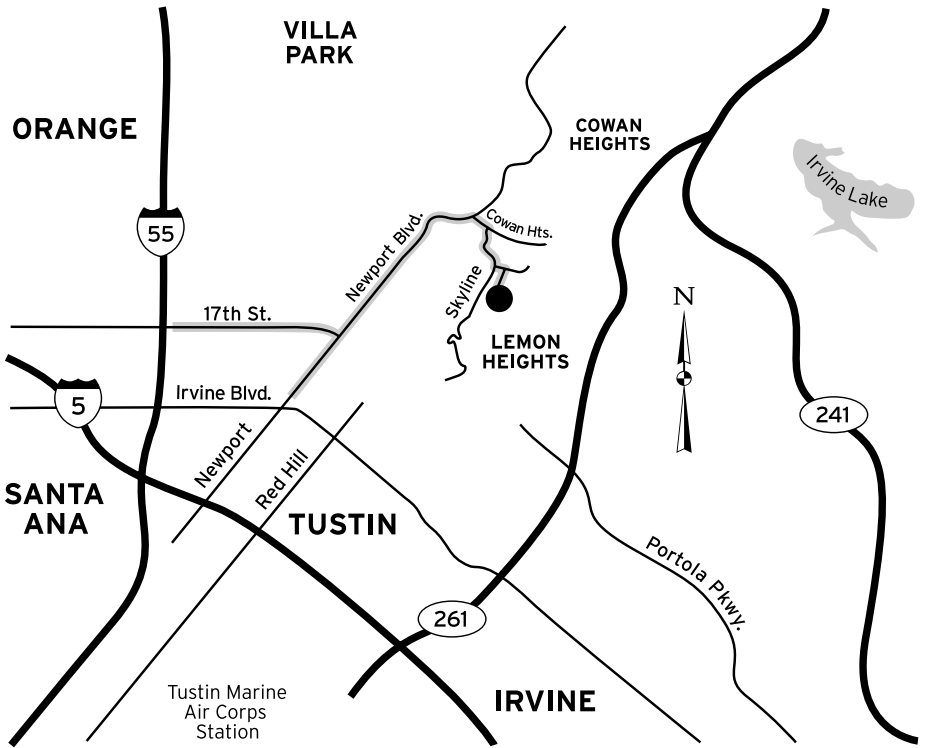 VILLA
PARK
ORANGE
COWAN
HEIGHTS
Irvine Lake
55
Newport Blvd.
Cowan Hts.
Skyline
17th St.
N
LEMON
HEIGHTS
5
Irvine Blvd.
241
Newport
Red Hill
SANTA
ANA
TUSTIN
Portola Pkwy.
261
Tustin Marine
Air Corps
Station
IRVINE